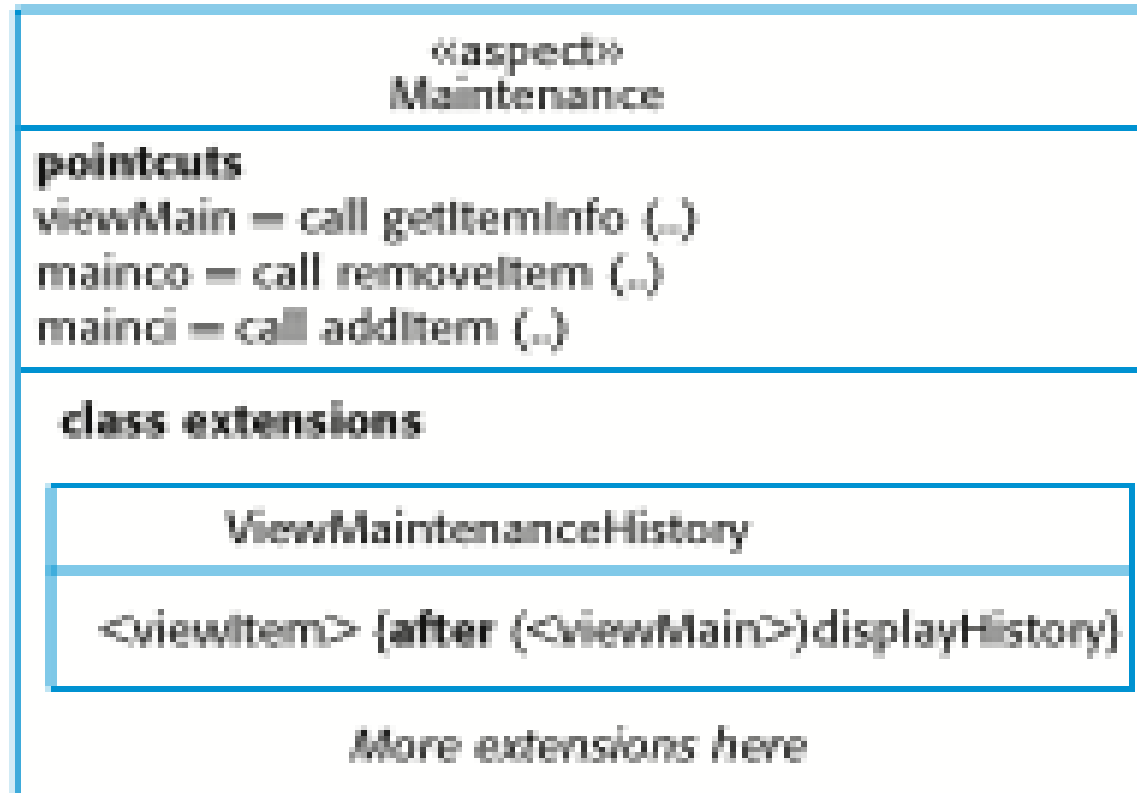 «aspect»
Maintenance
pointcuts
viewMain = call getItemInfo (..)
mainco = call removeItem (..)
mainci = call addItem (..)
class extensions
ViewMaintenanceHistory
<viewItem> {after (<viewMain>)displayHistory}
More extensions here